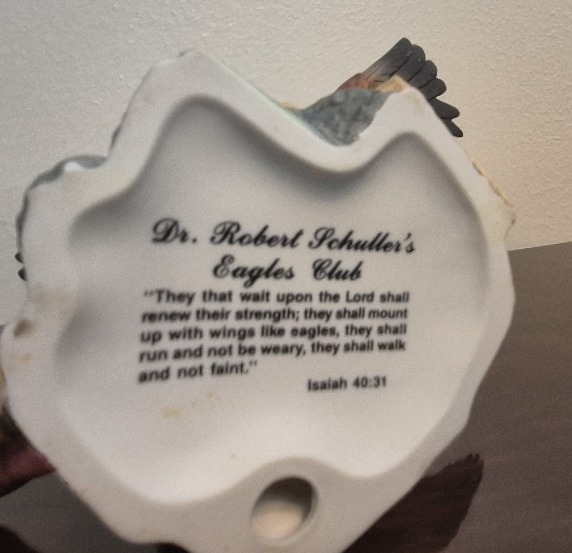 Dr. Robert Schuller's
Eagles Club
"They that wait upon the Lord shall
renew their strength; they shall mount
up with wings like eagles, they shall
run and not be weary, they shall walk
and not faint."
Isaiah 40:31